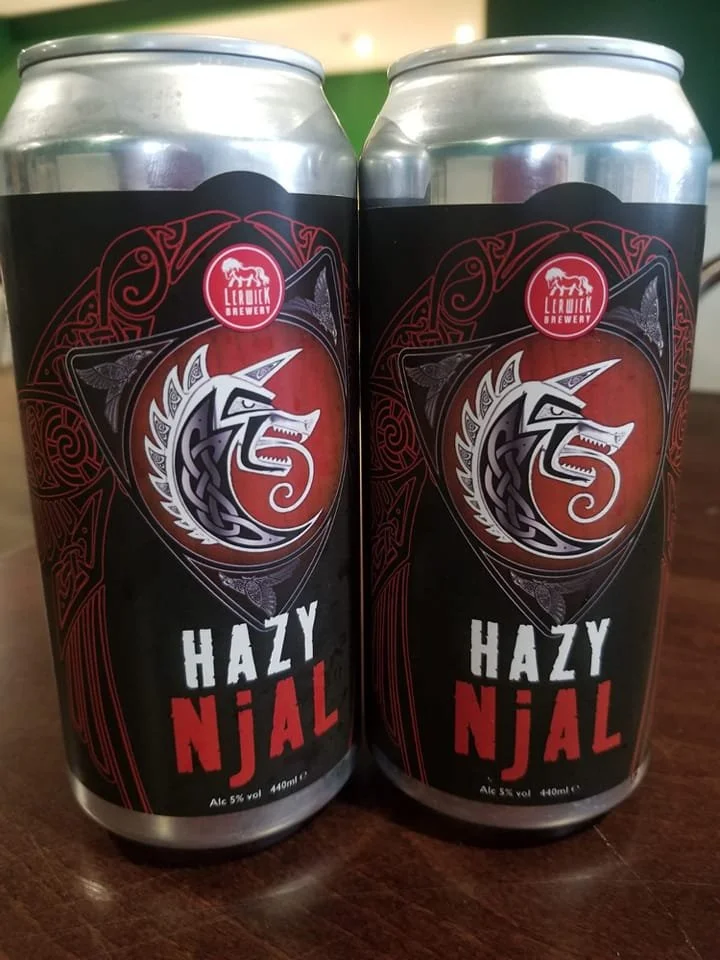 LERWICK
BREWERY
HAZY
NjAL
Alc 5% vol 440ml ℮
LERWICK
BREWERY
HAZY
NjAL
Alc 5% vol 440ml ℮